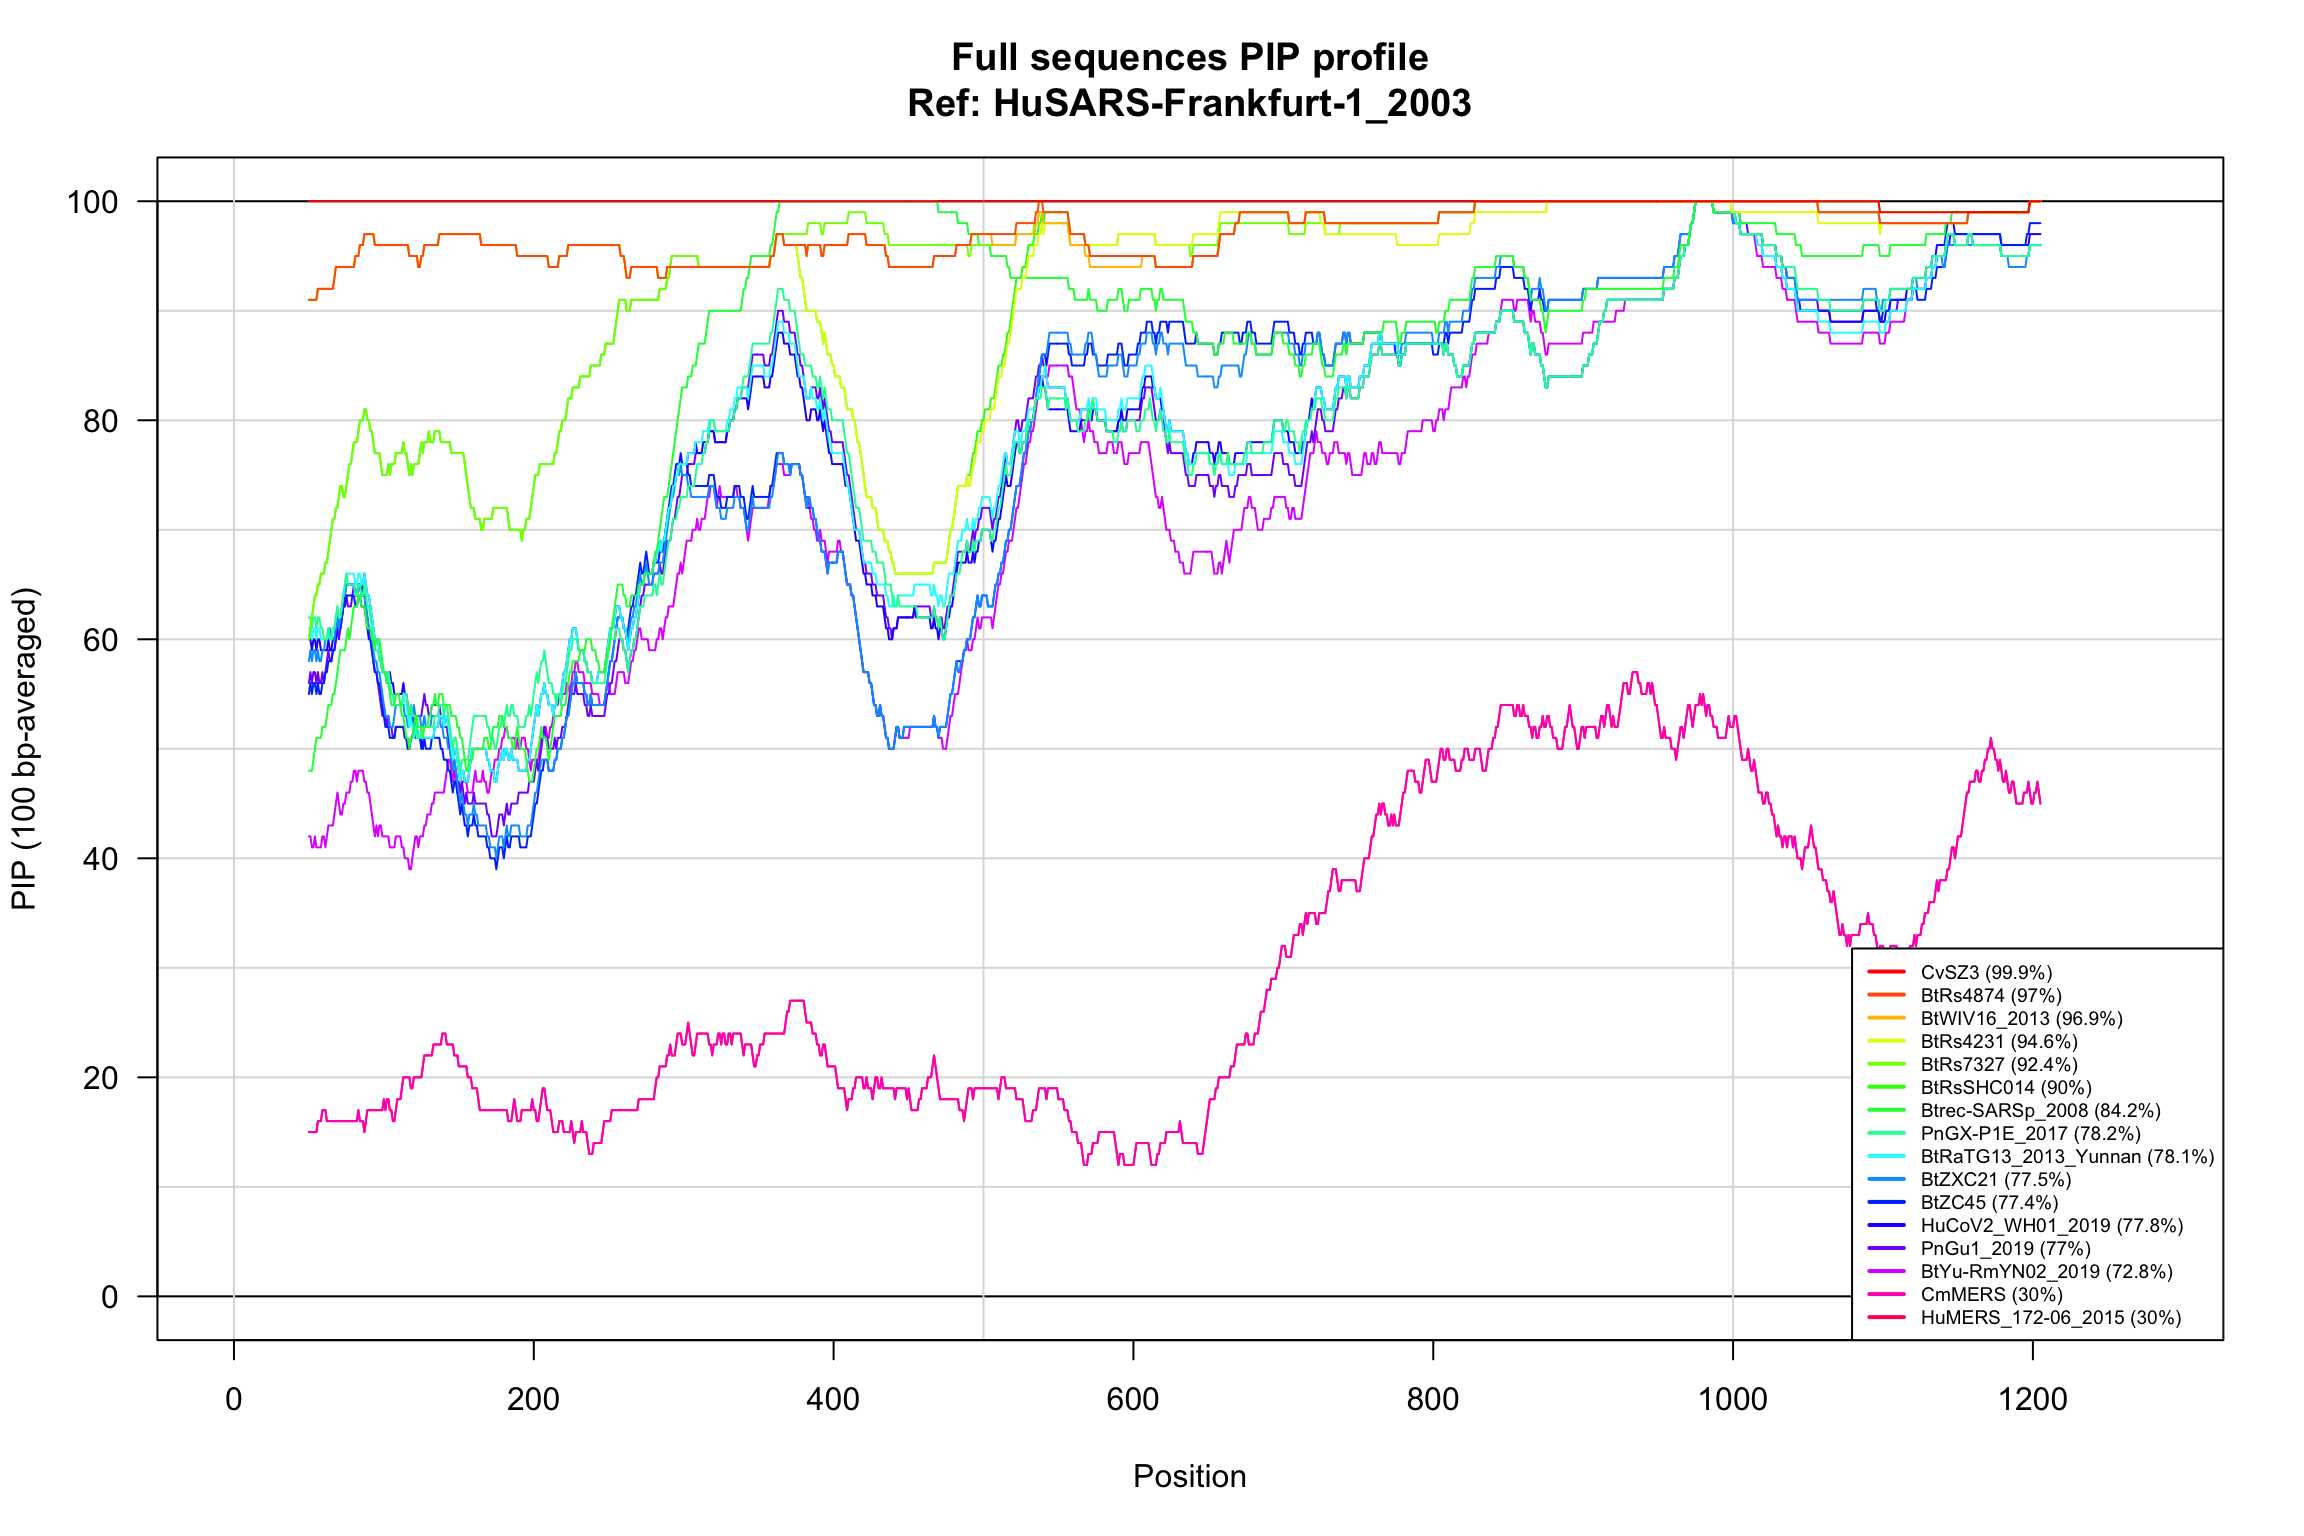 Full sequences PIP profile
Ref: HuSARS-Frankfurt-1_2003
PIP (100 bp-averaged)
100
80
60
40
20
0
0 200 400 600 800 1000 1200
Position
CvSZ3 (99.9%)
BtRs4874 (97%)
BtWIV16_2013 (96.9%)
BtRs4231 (94.6%)
BtRs7327 (92.4%)
BtRsSHC014 (90%)
Btrec-SARSp_2008 (84.2%)
PnGX-P1E_2017 (78.2%)
BtRaTG13_2013_Yunnan (78.1%)
BtZXC21 (77.5%)
BtZC45 (77.4%)
HuCoV2_WH01_2019 (77.8%)
PnGu1_2019 (77%)
BtYu-RmYN02_2019 (72.8%)
CmMERS (30%)
HuMERS_172-06_2015 (30%)